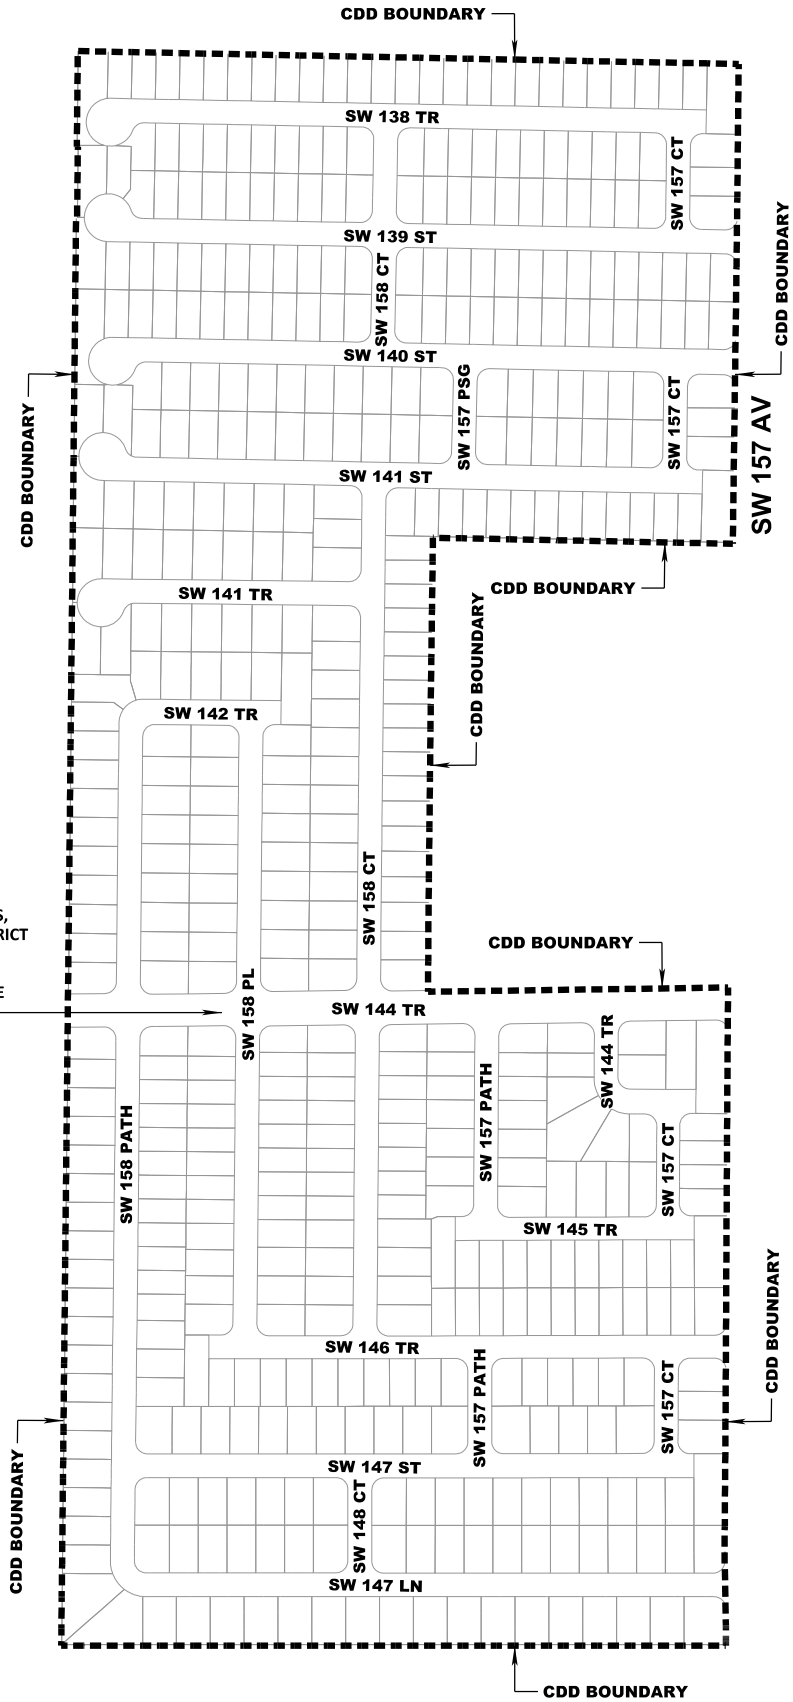 CDD BOUNDARY
SW 138 TR
SW 157 CT
SW 139 ST
CDD BOUNDARY
SW 158 CT
SW 140 ST
SW 157 PSG
SW 157 CT
CDD BOUNDARY
SW 157 AV
SW 141 ST
CDD BOUNDARY
SW 141 TR
CDD BOUNDARY
SW 142 TR
SW 158 CT
S,
RICT
CDD BOUNDARY
E
SW 158 PL
SW 144 TR
SW 144 TR
SW 158 PATH
SW 157 PATH
SW 157 CT
SW 145 TR
CDD BOUNDARY
SW 146 TR
SW 157 PATH
SW 157 CT
CDD BOUNDARY
SW 147 ST
SW 148 CT
SW 147 LN
CDD BOUNDARY